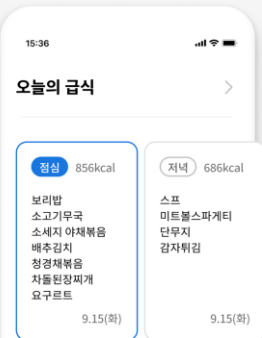 15:36
오늘의 급식
점심 856kcal
보리밥
소고기무국
소세지 야채볶음
배추김치
청경채볶음
차돌된장찌개
요구르트
9.15(화)
저녁 686kcal
스프
미트볼스파게티
단무지
감자튀김
9.15(화)